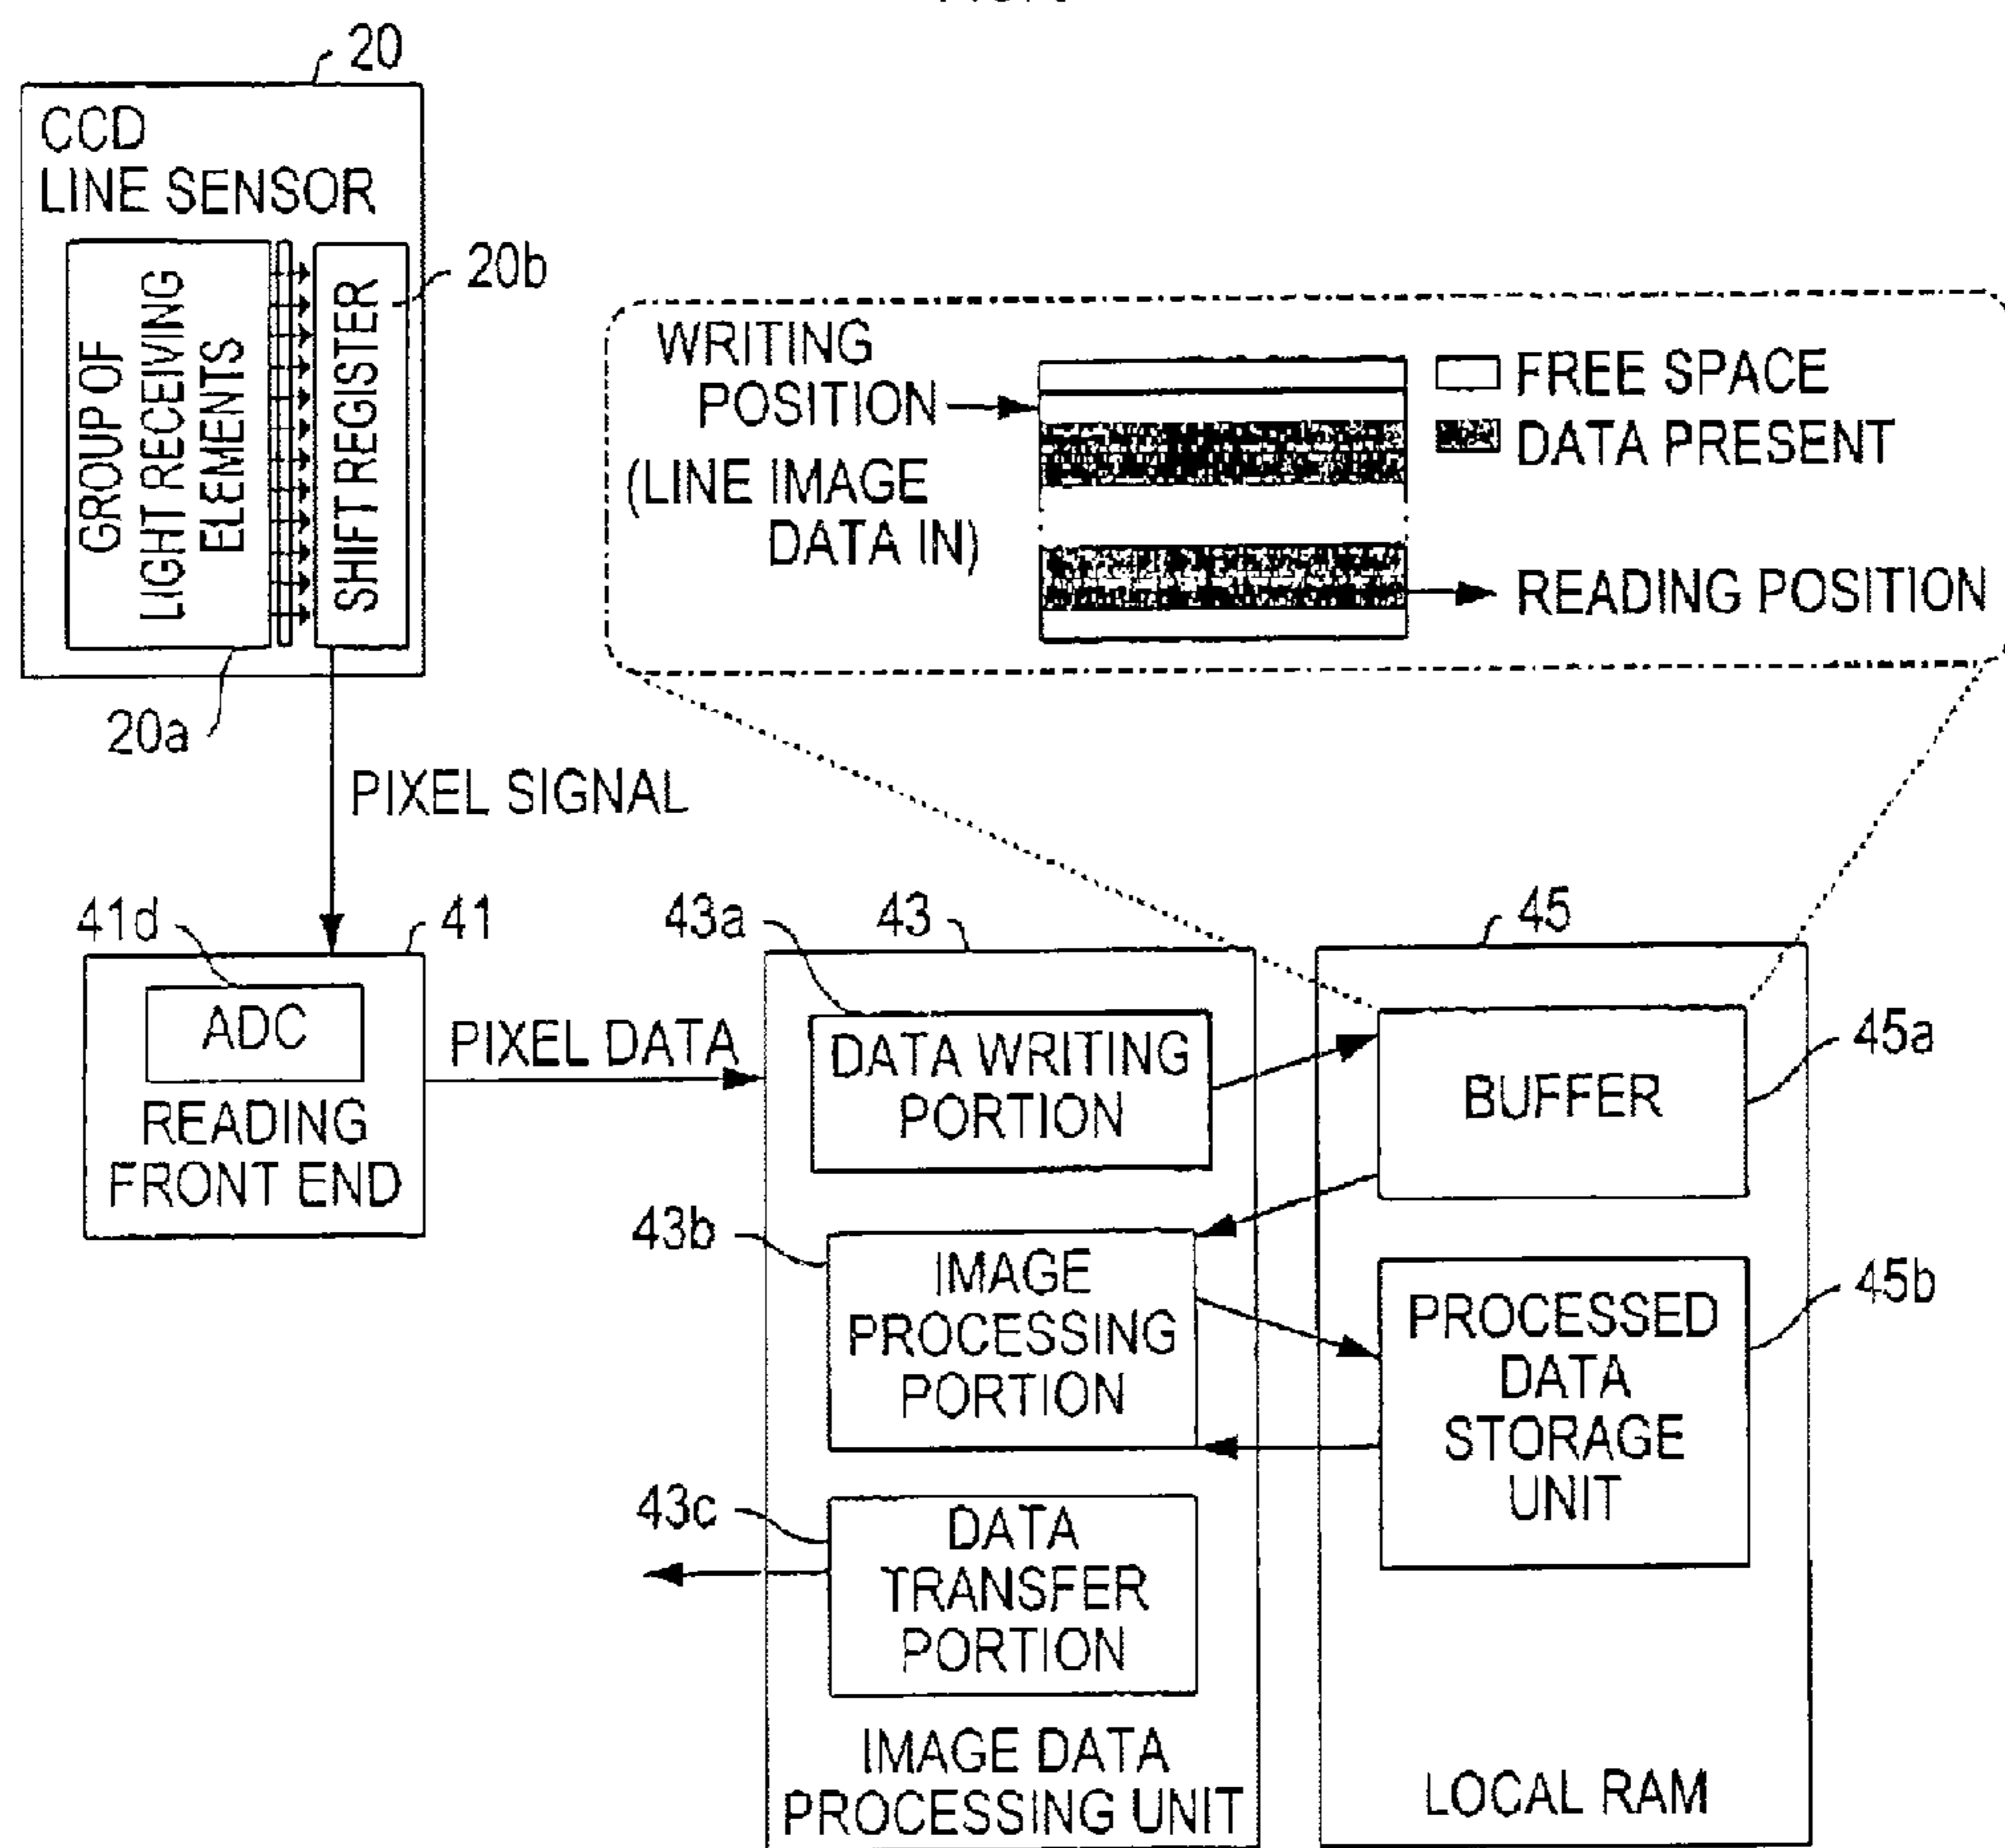 20
CCD
LINE SENSOR
GROUP OF
LIGHT RECEIVING
ELEMENTS
SHIFT REGISTER
20b
20a
PIXEL SIGNAL
WRITING
POSITION
(LINE IMAGE
DATA IN)
FREE SPACE
DATA PRESENT
READING POSITION
41d
41
ADC
READING
FRONT END
PIXEL DATA
43a
43
DATA WRITING
PORTION
43b
IMAGE
PROCESSING
PORTION
43c
DATA
TRANSFER
PORTION
IMAGE DATA
PROCESSING UNIT
45
BUFFER
45a
PROCESSED
DATA
STORAGE
UNIT
45b
LOCAL RAM